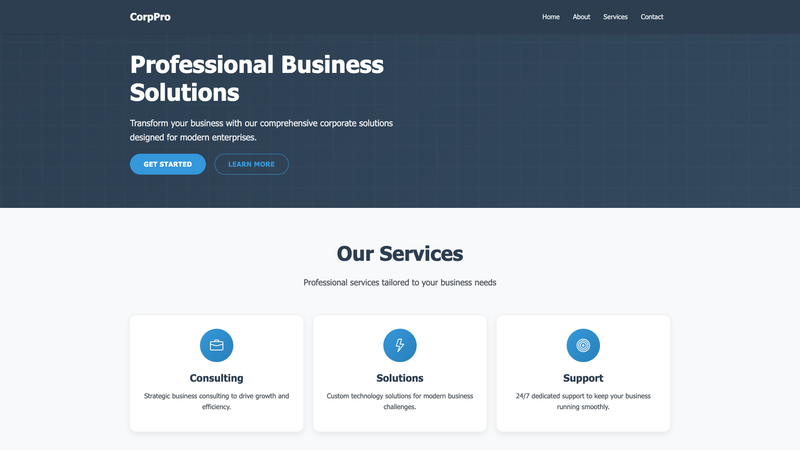 CorpPro
Home
About
Services
Contact
Professional Business
Solutions
Transform your business with our comprehensive corporate solutions
designed for modern enterprises.
GET STARTED
LEARN MORE
Our Services
Professional services tailored to your business needs
Consulting
Strategic business consulting to drive growth and
efficiency.
Solutions
Custom technology solutions for modern business
challenges.
Support
24/7 dedicated support to keep your business
running smoothly.